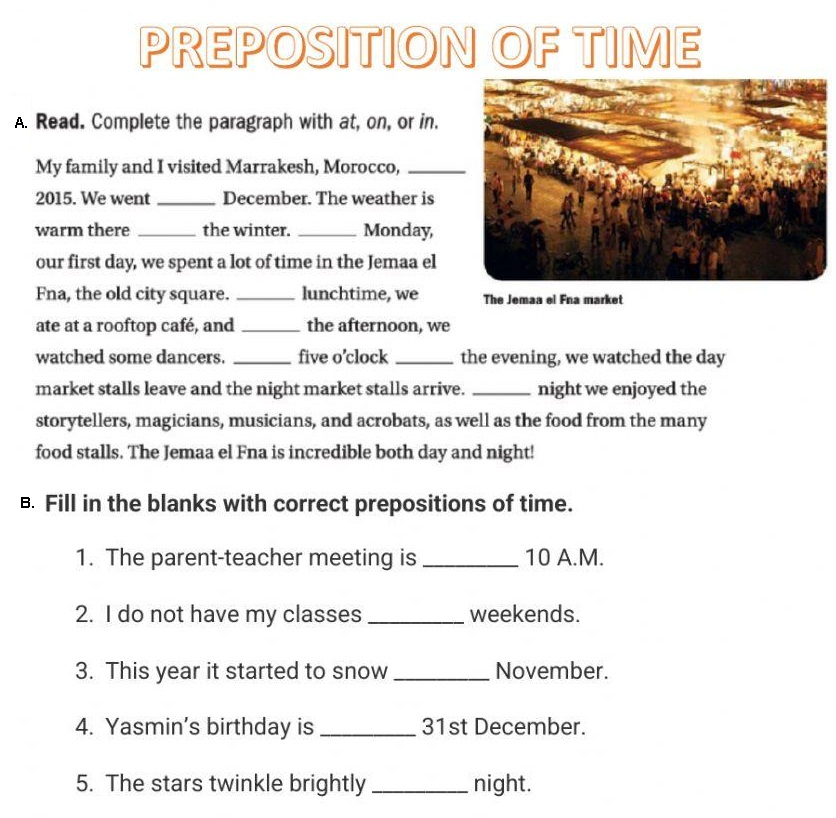 PREPOSITION OF TIME
A. Read. Complete the paragraph with at, on, or in.
My family and I visited Marrakesh, Morocco, ______
2015. We went ______ December. The weather is
warm there ______ the winter. ______ Monday,
our first day, we spent a lot of time in the Jemaa el
Fna, the old city square. ______ lunchtime, we
ate at a rooftop café, and ______ the afternoon, we
watched some dancers. ______ five o'clock ______ the evening, we watched the day
market stalls leave and the night market stalls arrive. ______ night we enjoyed the
storytellers, magicians, musicians, and acrobats, as well as the food from the many
food stalls. The Jemaa el Fna is incredible both day and night!
The Jemaa el Fna market
B. Fill in the blanks with correct prepositions of time.
1. The parent-teacher meeting is ________ 10 A.M.
2. I do not have my classes ________ weekends.
3. This year it started to snow ________ November.
4. Yasmin's birthday is ________ 31st December.
5. The stars twinkle brightly ________ night.